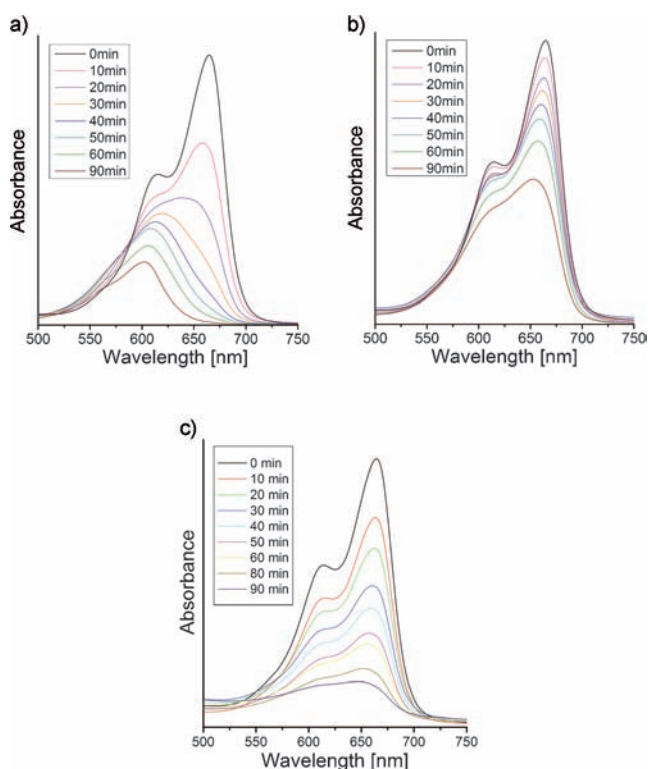 a)
0min
10min
20min
30min
40min
50min
60min
90min
Absorbance
500 550 600 650 700 750
Wavelength [nm]
b)
0min
10min
20min
30min
40min
50min
60min
90min
Absorbance
500 550 600 650 700 750
Wavelength [nm]
c)
0 min
10 min
20 min
30 min
40 min
50 min
60 min
80 min
90 min
Absorbance
500 550 600 650 700 750
Wavelength [nm]